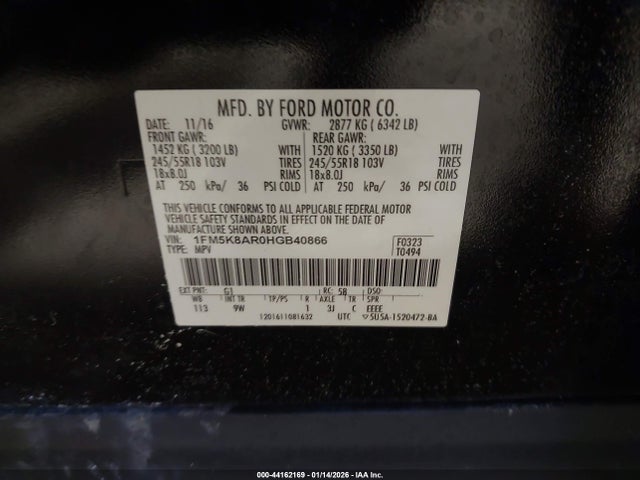 MFD. BY FORD MOTOR CO.
DATE: 11/16 GVWR: 2877 KG ( 6342 LB)
FRONT GAWR: REAR GAWR:
1452 KG ( 3200 LB) WITH 1520 KG ( 3350 LB) WITH
245/55R18 103V TIRES 245/55R18 103V TIRES
18x8.0J RIMS 18x8.0J RIMS
AT 250 kPa/ 36 PSI COLD AT 250 kPa/ 36 PSI COLD
THIS VEHICLE CONFORMS TO ALL APPLICABLE FEDERAL MOTOR
VEHICLE SAFETY STANDARDS IN EFFECT ON THE DATE OF
MANUFACTURE SHOWN ABOVE.
VIN: 1FM5K8AR0HGB40866 F0323
TYPE: MPV T0494
EXT PNT: G1 RC: 58 DSO:
WB INT TR TP/PS R AXLE TR SPR
113 9W 1 3J C EEEE
1201611081632 UTC 5U5A-1520472-BA
000-44162169 - 01/14/2026 - IAA Inc.